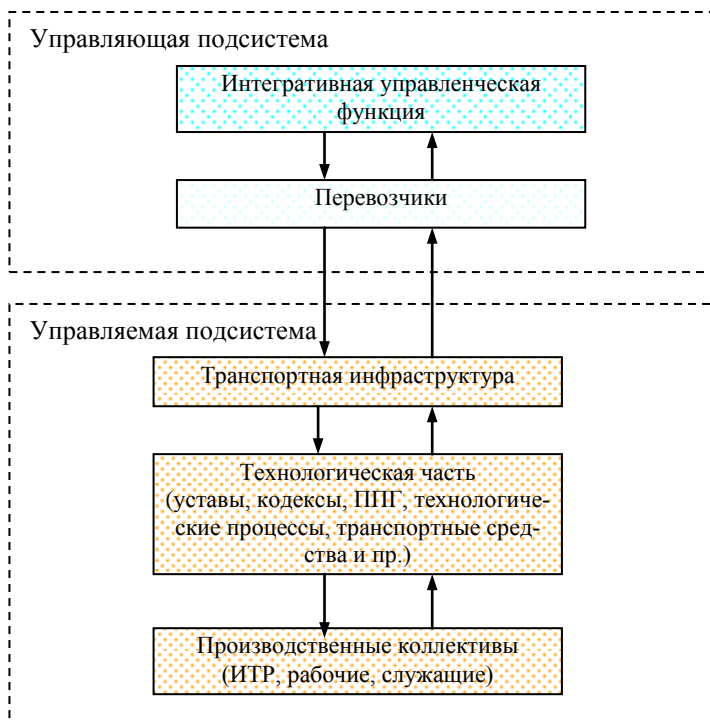 Управляющая подсистема
Интегративная управленческая
функция
Перевозчики
Управляемая подсистема
Транспортная инфраструктура
Технологическая часть
(уставы, кодексы, ППГ, технологиче-
ские процессы, транспортные сред-
ства и пр.)
Производственные коллективы
(ИТР, рабочие, служащие)